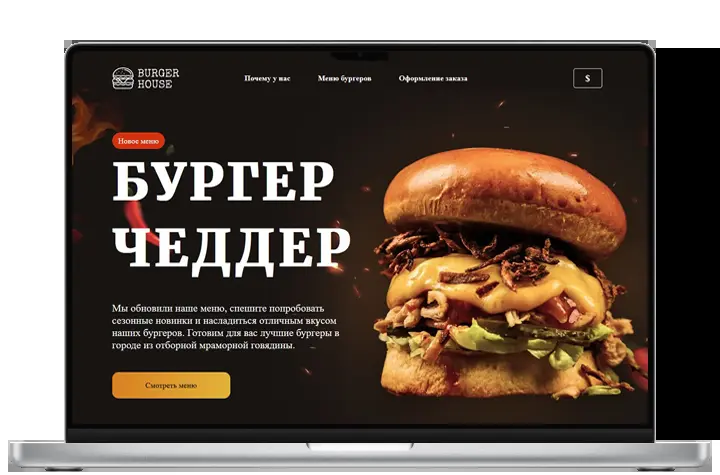 BURGER
HOUSE
Почему у нас
Меню бургеров
Оформление заказа
$
Новое меню
БУРГЕР
ЧЕДДЕР
Мы обновили наше меню, спешите попробовать
сезонные новинки и насладиться отличным вкусом
наших бургеров. Готовим для вас лучшие бургеры в
городе из отборной мраморной говядины.
Смотреть меню